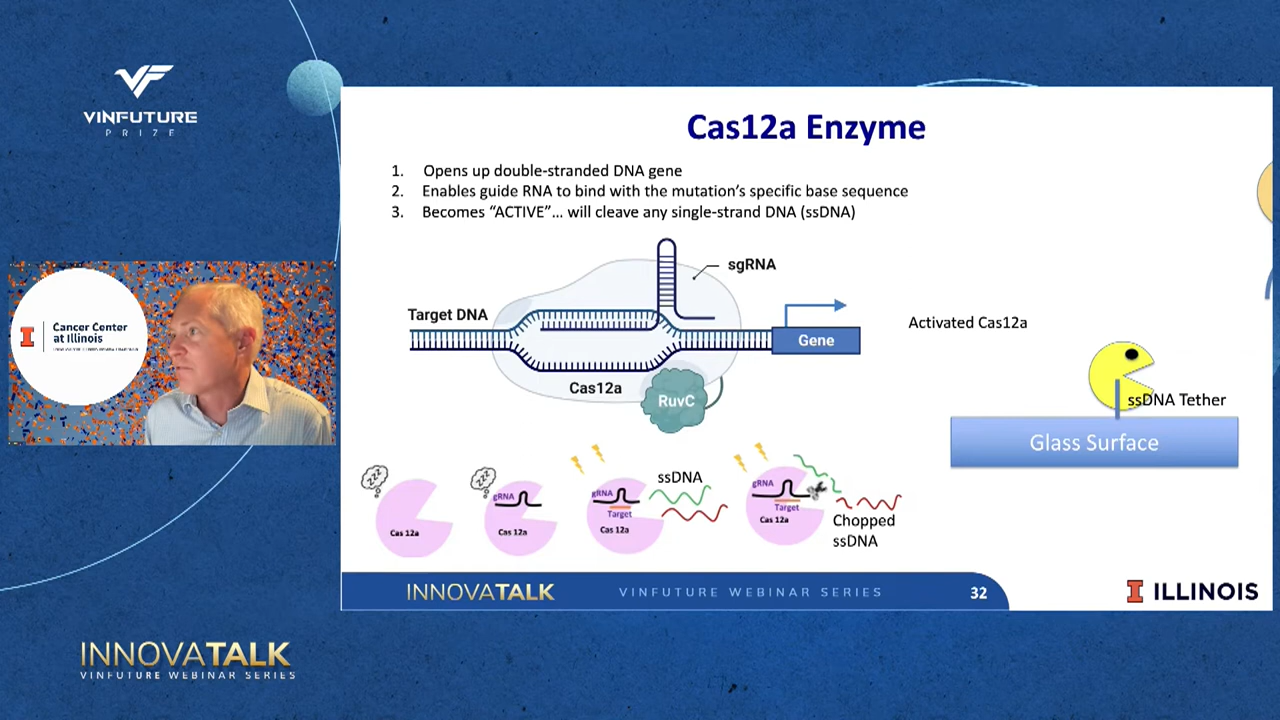 VINFUTURE
PRIZE
Cas12a Enzyme
1. Opens up double-stranded DNA gene
2. Enables guide RNA to bind with the mutation’s specific base sequence
3. Becomes “ACTIVE”… will cleave any single-strand DNA (ssDNA)
sgRNA
Target DNA
Gene
Cas12a
RuvC
Activated Cas12a
ssDNA Tether
Glass Surface
Cancer Center
at Illinois
zzz
Cas 12a
zzz
gRNA
Cas 12a
gRNA
Target
Cas 12a
ssDNA
gRNA
Target
Cas 12a
Chopped
ssDNA
INNOVATALK
VINFUTURE WEBINAR SERIES
32
ILLINOIS
INNOVATALK
VINFUTURE WEBINAR SERIES